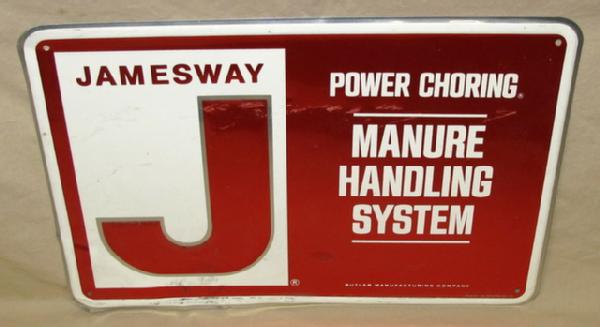 JAMESWAY
J
®
POWER CHORING®
MANURE
HANDLING
SYSTEM
BUTLER MANUFACTURING COMPANY